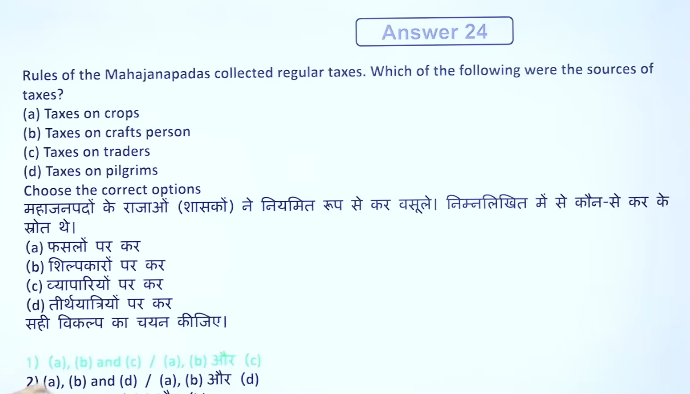 Answer 24
Rules of the Mahajanapadas collected regular taxes. Which of the following were the sources of
taxes?
(a) Taxes on crops
(b) Taxes on crafts person
(c) Taxes on traders
(d) Taxes on pilgrims
Choose the correct options
महाजनपदों के राजाओं (शासकों) ने नियमित रूप से कर वसूले। निम्नलिखित में से कौन-से कर के
स्रोत थे।
(a) फसलों पर कर
(b) शिल्पकारों पर कर
(c) व्यापारियों पर कर
(d) तीर्थयात्रियों पर कर
सही विकल्प का चयन कीजिए।
1) (a), (b) and (c) / (a), (b) और (c)
2) (a), (b) and (d) / (a), (b) और (d)